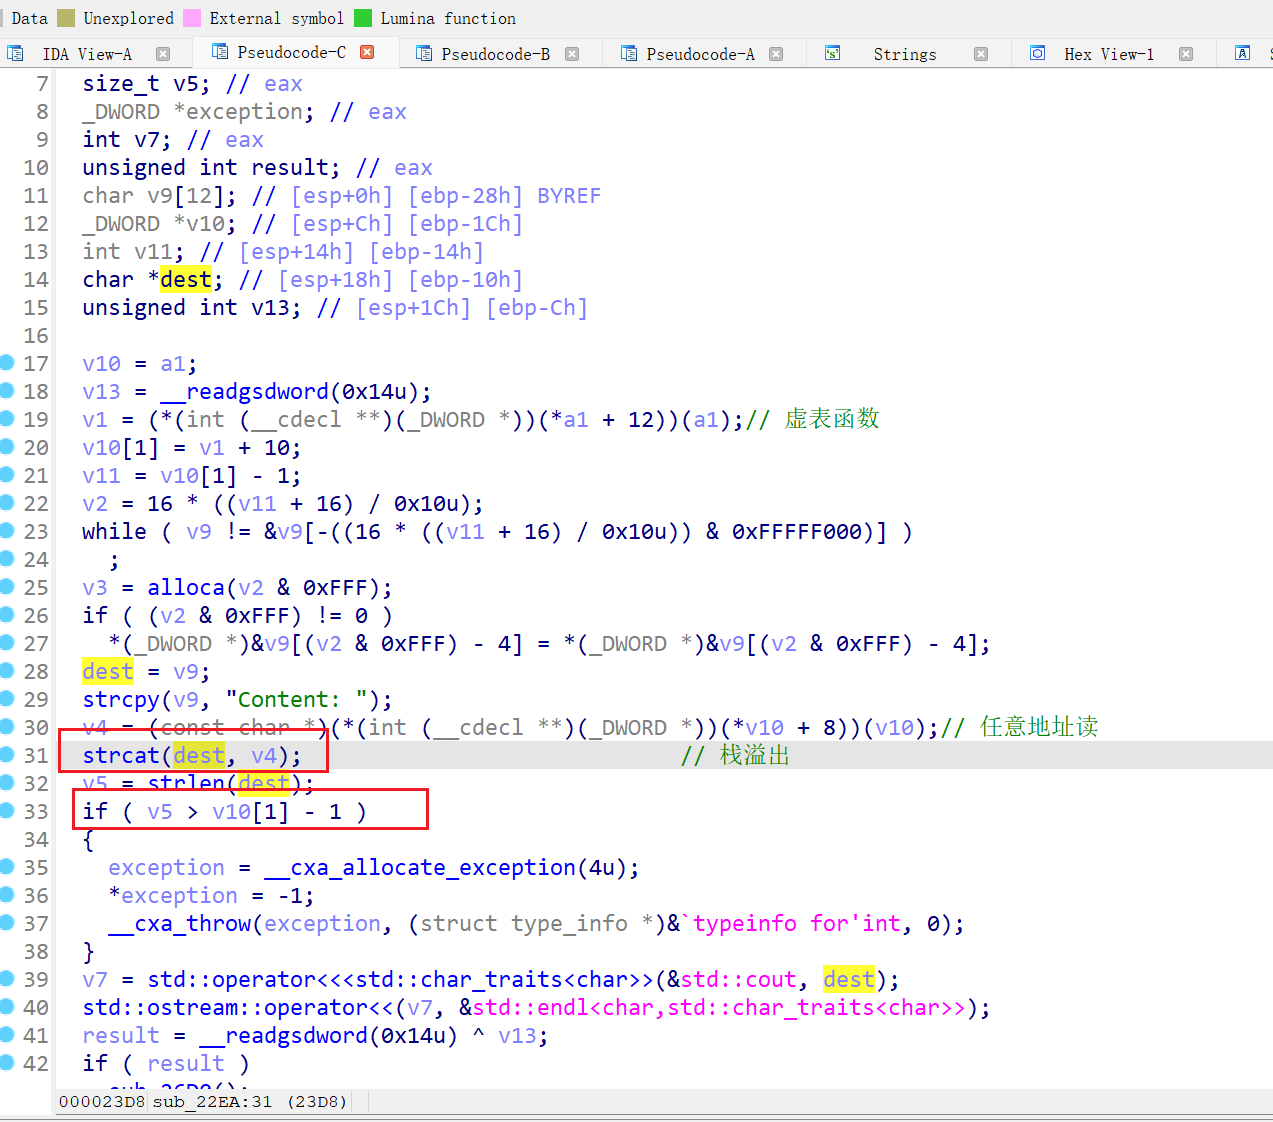 Data Unexplored External symbol Lumina function
IDA View-A Pseudocode-C Pseudocode-B Pseudocode-A Strings Hex View-1
7 size_t v5; // eax
8 _DWORD *exception; // eax
9 int v7; // eax
10 unsigned int result; // eax
11 char v9[12]; // [esp+0h] [ebp-28h] BYREF
12 _DWORD *v10; // [esp+Ch] [ebp-1Ch]
13 int v11; // [esp+14h] [ebp-14h]
14 char *dest; // [esp+18h] [ebp-10h]
15 unsigned int v13; // [esp+1Ch] [ebp-Ch]
16
17 v10 = a1;
18 v13 = __readgsdword(0x14u);
19 v1 = (*(int (__cdecl **)(_DWORD *))(*a1 + 12))(a1);// 虚表函数
20 v10[1] = v1 + 10;
21 v11 = v10[1] - 1;
22 v2 = 16 * ((v11 + 16) / 0x10u);
23 while ( v9 != &v9[-((16 * ((v11 + 16) / 0x10u)) & 0xFFFFF000)] )
24 ;
25 v3 = alloca(v2 & 0xFFF);
26 if ( (v2 & 0xFFF) != 0 )
27 *(_DWORD *)&v9[(v2 & 0xFFF) - 4] = *(_DWORD *)&v9[(v2 & 0xFFF) - 4];
28 dest = v9;
29 strcpy(v9, "Content: ");
30 v4 = (const char *)(*(int (__cdecl **)(_DWORD *))(*v10 + 8))(v10);// 任意地址读
31 strcat(dest, v4); // 栈溢出
32 v5 = strlen(dest);
33 if ( v5 > v10[1] - 1 )
34 {
35 exception = __cxa_allocate_exception(4u);
36 *exception = -1;
37 __cxa_throw(exception, (struct type_info *)&`typeinfo for'int, 0);
38 }
39 v7 = std::operator<<<std::char_traits<char>>(&std::cout, dest);
40 std::ostream::operator<<(v7, &std::endl<char,std::char_traits<char>>);
41 result = __readgsdword(0x14u) ^ v13;
42 if ( result )
000023D8 sub_22EA:31 (23D8)